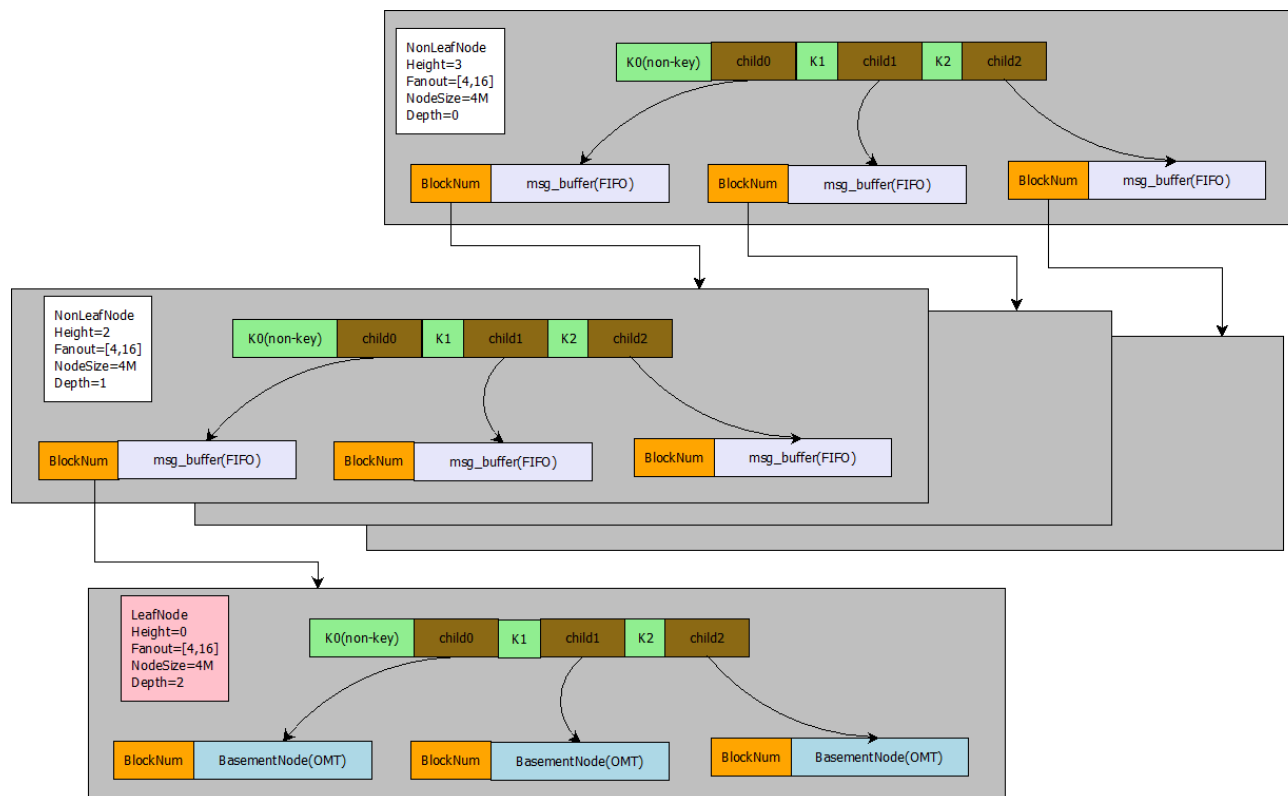 NonLeafNode
Height=3
Fanout=[4,16]
NodeSize=4M
Depth=0
K0(non-key) child0 K1 child1 K2 child2
BlockNum msg_buffer(FIFO) BlockNum msg_buffer(FIFO) BlockNum msg_buffer(FIFO)
NonLeafNode
Height=2
Fanout=[4,16]
NodeSize=4M
Depth=1
K0(non-key) child0 K1 child1 K2 child2
BlockNum msg_buffer(FIFO) BlockNum msg_buffer(FIFO) BlockNum msg_buffer(FIFO)
LeafNode
Height=0
Fanout=[4,16]
NodeSize=4M
Depth=2
K0(non-key) child0 K1 child1 K2 child2
BlockNum BasementNode(OMT) BlockNum BasementNode(OMT) BlockNum BasementNode(OMT)